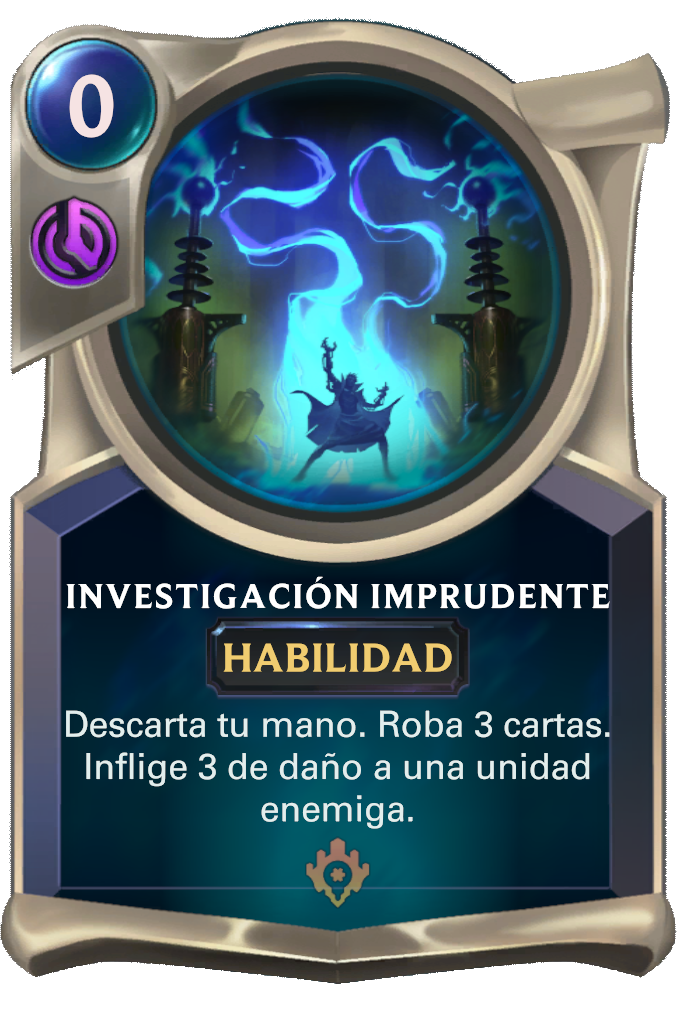 0
INVESTIGACIÓN IMPRUDENTE
HABILIDAD
Descarta tu mano. Roba 3 cartas.
Inflige 3 de daño a una unidad
enemiga.